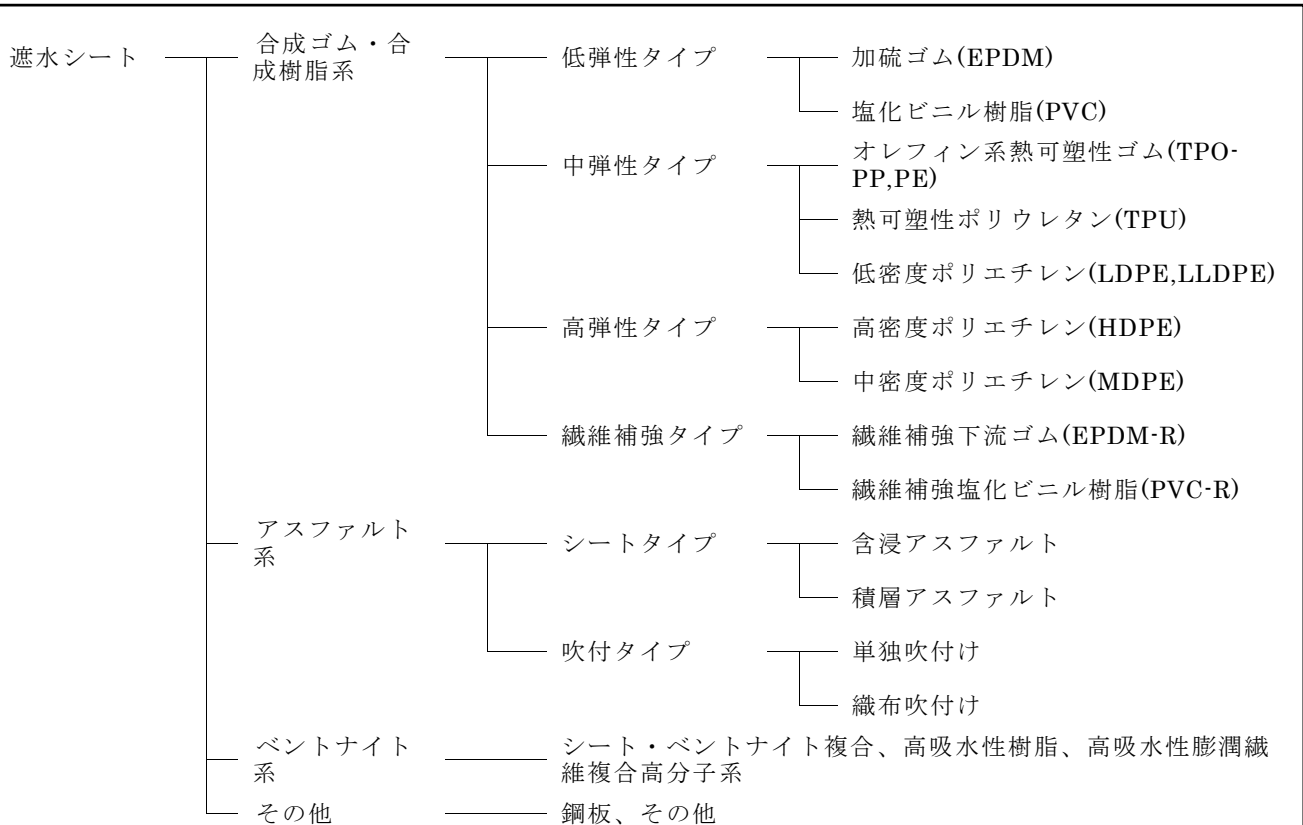 遮水シート
合成ゴム・合
成樹脂系
低弾性タイプ
加硫ゴム(EPDM)
塩化ビニル樹脂(PVC)
中弾性タイプ
オレフィン系熱可塑性ゴム(TPO-
PP,PE)
熱可塑性ポリウレタン(TPU)
低密度ポリエチレン(LDPE,LLDPE)
高弾性タイプ
高密度ポリエチレン(HDPE)
中密度ポリエチレン(MDPE)
繊維補強タイプ
繊維補強下流ゴム(EPDM-R)
繊維補強塩化ビニル樹脂(PVC-R)
アスファルト
系
シートタイプ
含浸アスファルト
積層アスファルト
吹付タイプ
単独吹付け
織布吹付け
ベントナイト
系
シート・ベントナイト複合、高吸水性樹脂、高吸水性膨潤繊
維複合高分子系
その他
鋼板、その他